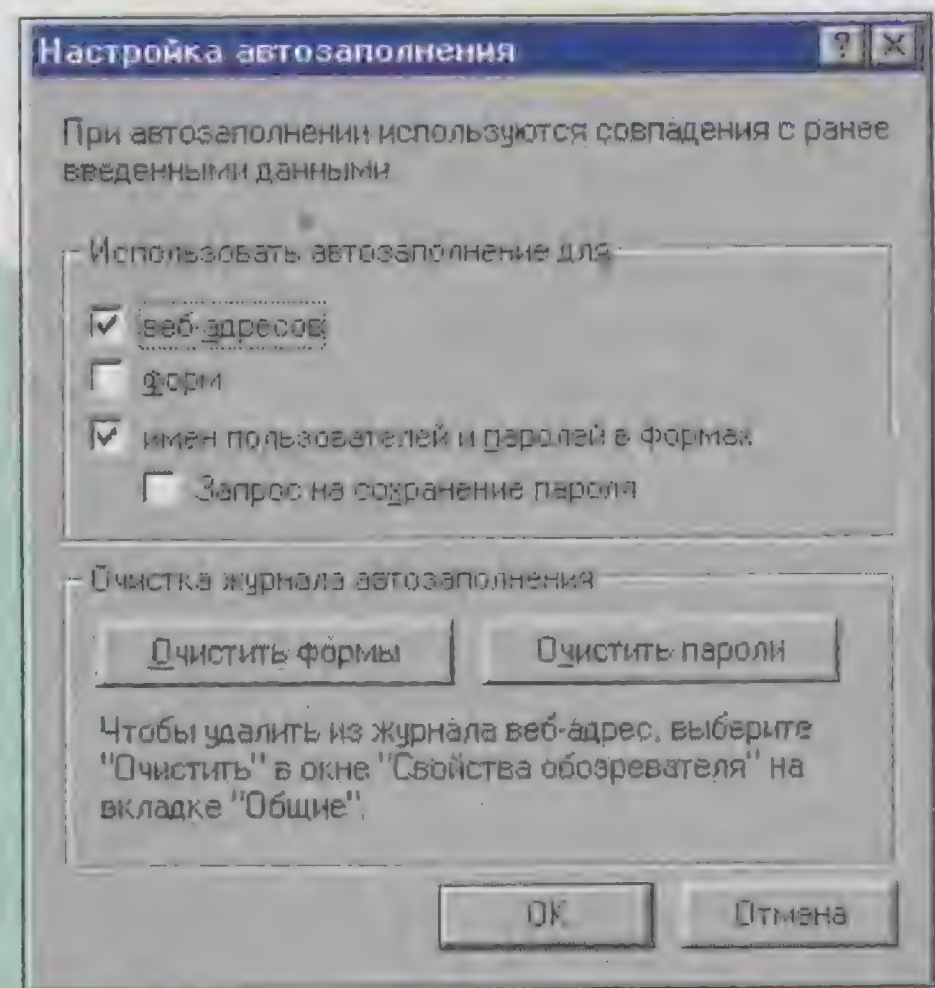 Настройка автозаполнения
При автозаполнении используются совпадения с ранее
введенными данными
Использовать автозаполнение для
веб-адресов
форм
имен пользователей и паролей в формах
Запрос на сохранение пароля
Очистка журнала автозаполнения
Очистить формы Очистить пароли
Чтобы удалить из журнала веб-адрес, выберите
"Очистить" в окне "Свойства обозревателя" на
вкладке "Общие".
ОК Отмена